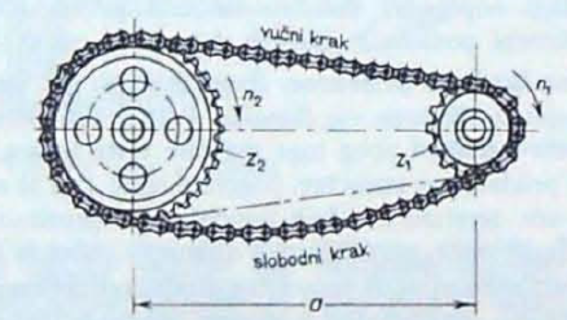 vučni krak
n₂
n₁
z₂
z₁
slobodni krak
a